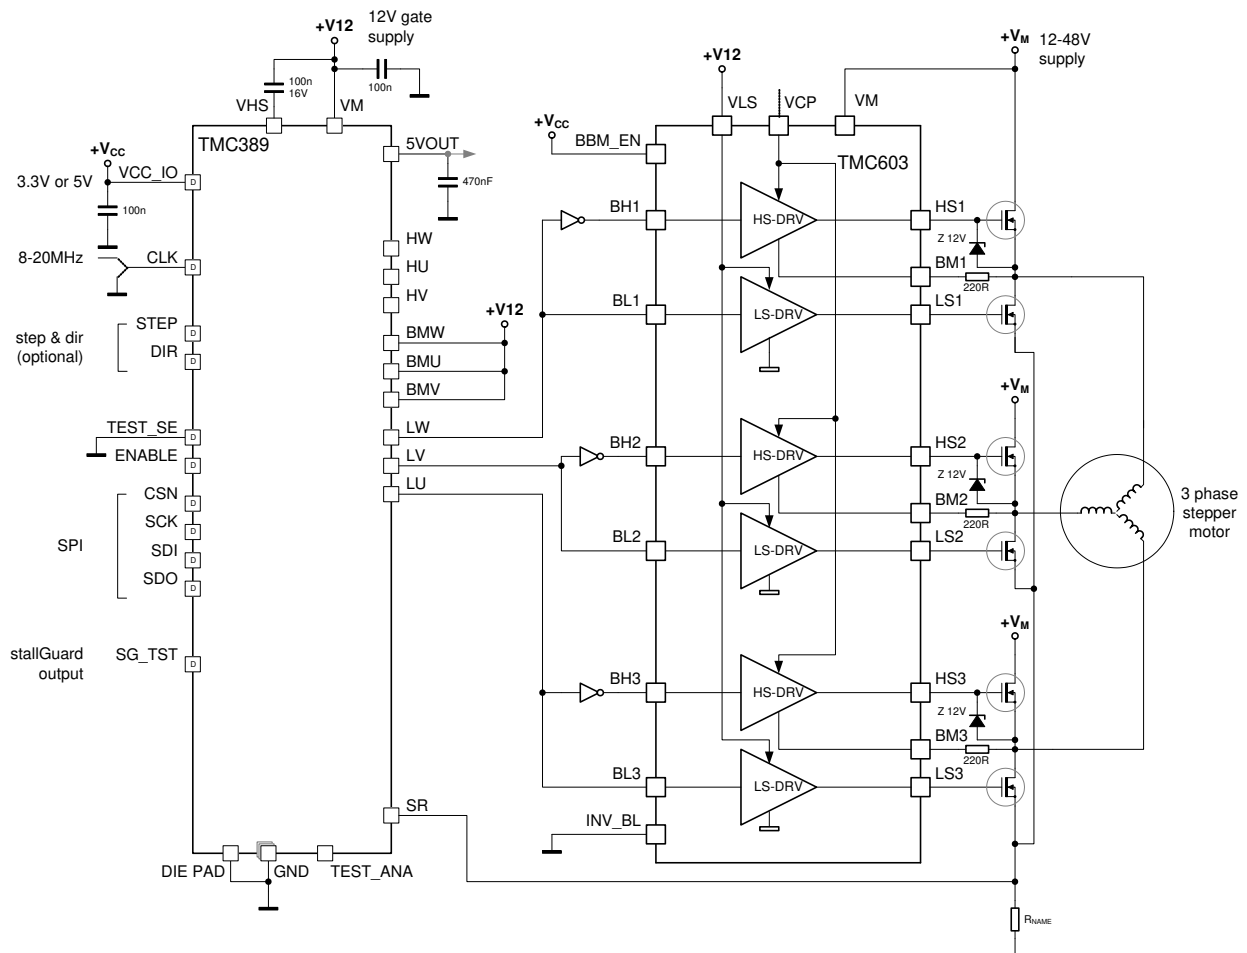 +V12
12V gate
supply
100n
16V
100n
VHS
VM
TMC389
+VCC
3.3V or 5V
VCC_IO
D
100n
8-20MHz
CLK
D
step & dir
(optional)
STEP
D
DIR
D
TEST_SE
D
ENABLE
D
SPI
CSN
D
SCK
D
SDI
D
SDO
D
stallGuard
output
SG_TST
D
DIE PAD
GND
TEST_ANA
5VOUT
470nF
HW
HU
HV
+V12
BMW
BMU
BMV
LW
LV
LU
SR
+V12
+VM
12-48V
supply
VLS
VCP
VM
+VCC
BBM_EN
TMC603
BH1
HS-DRV
HS1
Z 12V
BM1
220R
BL1
LS-DRV
LS1
+VM
BH2
HS-DRV
HS2
Z 12V
BM2
220R
BL2
LS-DRV
LS2
3 phase
stepper
motor
+VM
BH3
HS-DRV
HS3
Z 12V
BM3
220R
BL3
LS-DRV
LS3
INV_BL
RNAME